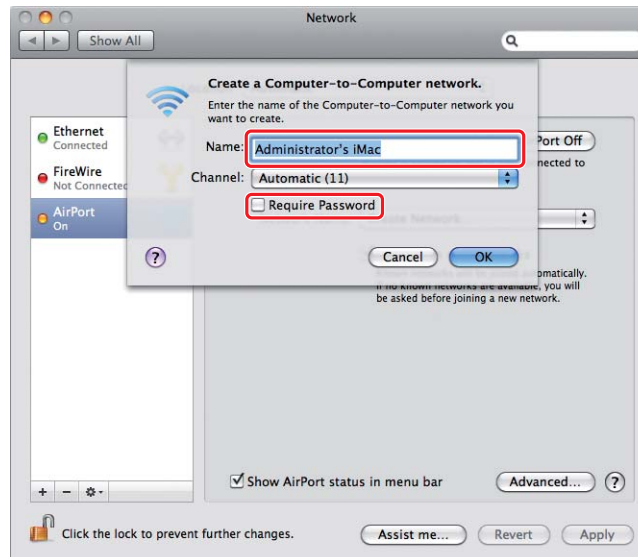 Network
Show All
Create a Computer-to-Computer network.
Enter the name of the Computer-to-Computer network you
want to create.
Name: Administrator's iMac
Channel: Automatic (11)
Require Password
Cancel OK
Ethernet
Connected
FireWire
Not Connected
AirPort
On
Port Off
nected to
omatically.
If no known networks are available, you will
be asked before joining a new network.
Show AirPort status in menu bar
Advanced... ?
Click the lock to prevent further changes.
Assist me... Revert Apply